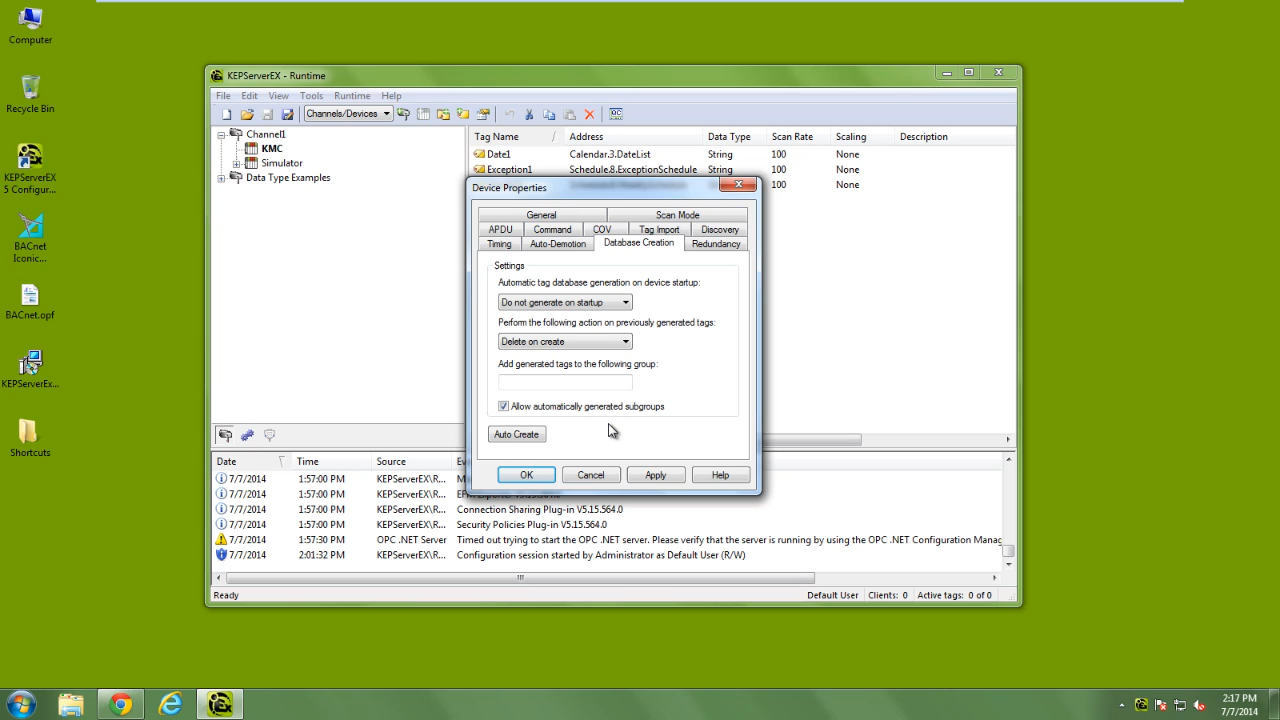 Computer
Recycle Bin
KEPServerEX
5 Configur...
BACnet
Iconic...
BACnet.opf
KEPServerEx...
Shortcuts
KEPServerEX - Runtime
File Edit View Tools Runtime Help
Channels/Devices
Channel1
KMC
Simulator
Data Type Examples
Tag Name Address Data Type Scan Rate Scaling Description
Date1 Calendar.3.DateList String 100 None
Exception1 Schedule.8.ExceptionSchedule String 100 None
String 100 None
Device Properties
General Scan Mode
APDU Command COV Tag Import Discovery
Timing Auto-Demotion Database Creation Redundancy
Settings
Automatic tag database generation on device startup:
Do not generate on startup
Perform the following action on previously generated tags:
Delete on create
Add generated tags to the following group:
Allow automatically generated subgroups
Auto Create
OK Cancel Apply Help
Date Time Source
7/7/2014 1:57:00 PM KEPServerEX\R...
7/7/2014 1:57:00 PM KEPServerEX\R...
7/7/2014 1:57:00 PM KEPServerEX\R... Connection Sharing Plug-in V5.15.564.0
7/7/2014 1:57:00 PM KEPServerEX\R... Security Policies Plug-in V5.15.564.0
7/7/2014 1:57:30 PM OPC .NET Server Timed out trying to start the OPC .NET server. Please verify that the server is running by using the OPC .NET Configuration Manag
7/7/2014 2:01:32 PM KEPServerEX\R... Configuration session started by Administrator as Default User (R/W)
Ready Default User Clients: 0 Active tags: 0 of 0
2:17 PM
7/7/2014